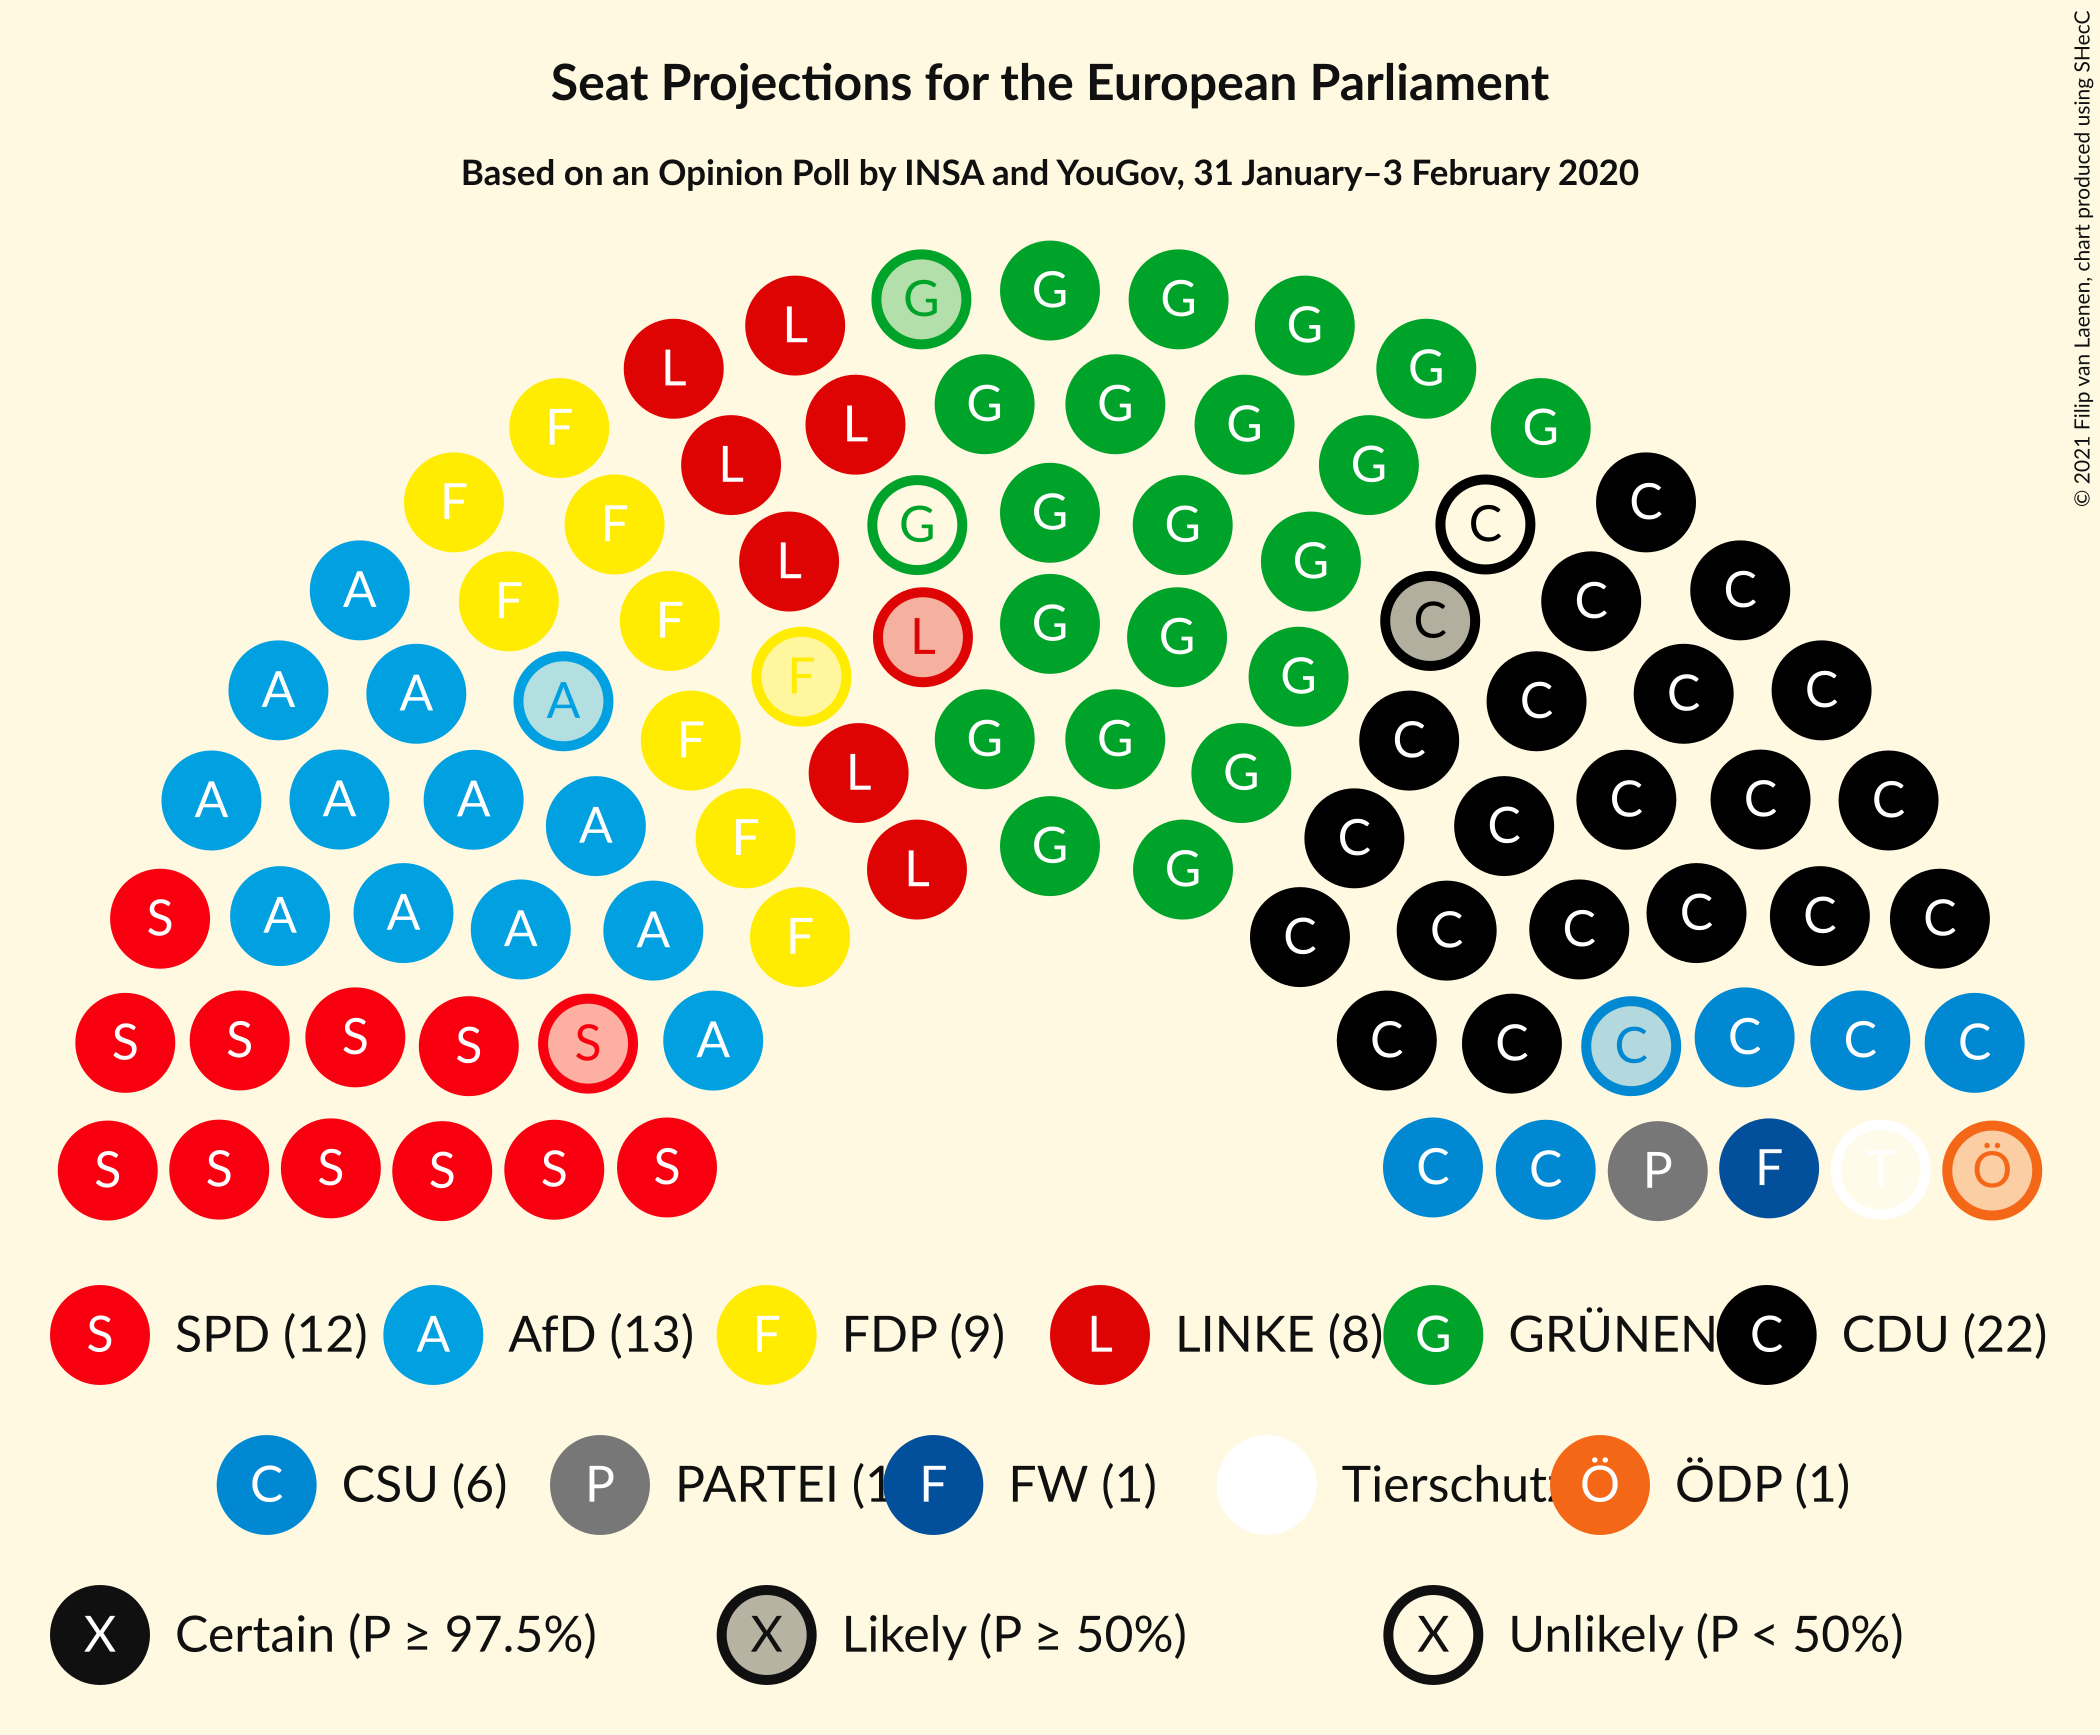 Seat Projections for the European Parliament
Based on an Opinion Poll by INSA and YouGov, 31 January–3 February 2020
© 2021 Filip van Laenen, chart produced using SHecC
G G G G
L G
L G
L G G G
F L G G
F G G G C C
F L G C
F F C C
A F G G C
L
A A A F C C C C
F G G G
A A A A L G C C C C
F C
S A A A A L G G C C C C C
F C
S S S S S A C C C C C C
S S S S S S C C P F T Ö
S SPD (12) A AfD (13) F FDP (9) L LINKE (8) G GRÜNEN C CDU (22)
C CSU (6) P PARTEI (1 F FW (1) Tierschutz Ö ÖDP (1)
X Certain (P ≥ 97.5%) X Likely (P ≥ 50%) X Unlikely (P < 50%)